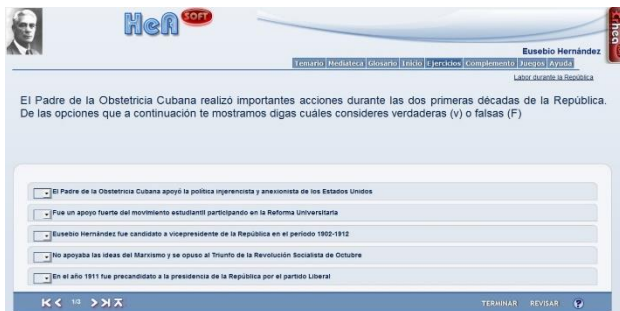 HeR SOFT
Eusebio Hernández
Temario Mediateca Glosario Inicio Ejercicios Complemento Juegos Ayuda
Labor durante la República
El Padre de la Obstetricia Cubana realizó importantes acciones durante las dos primeras décadas de la República.
De las opciones que a continuación te mostramos digas cuáles consideres verdaderas (v) o falsas (F)
El Padre de la Obstetricia Cubana apoyó la política injerencista y anexionista de los Estados Unidos
Fue un apoyo fuerte del movimiento estudiantil participando en la Reforma Universitaria
Eusebio Hernández fue candidato a vicepresidente de la República en el período 1902-1912
No apoyaba las ideas del Marxismo y se opuso al Triunfo de la Revolución Socialista de Octubre
En el año 1911 fue precandidato a la presidencia de la República por el partido Liberal
TERMINAR REVISAR